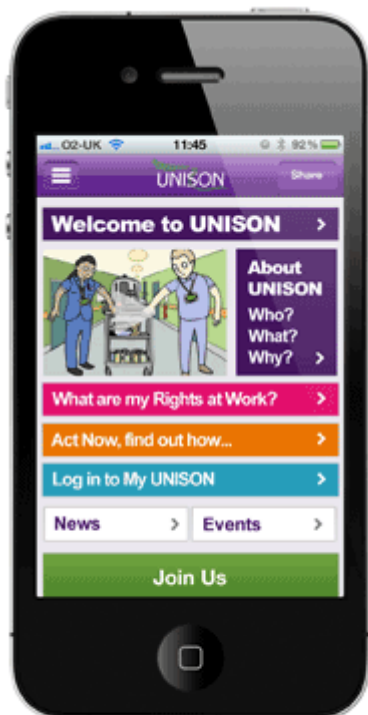 O2-UK 11:45 92%
UNISON Share
Welcome to UNISON >
About
UNISON
Who?
What?
Why? >
What are my Rights at Work? >
Act Now, find out how... >
Log in to My UNISON >
News > Events >
Join Us